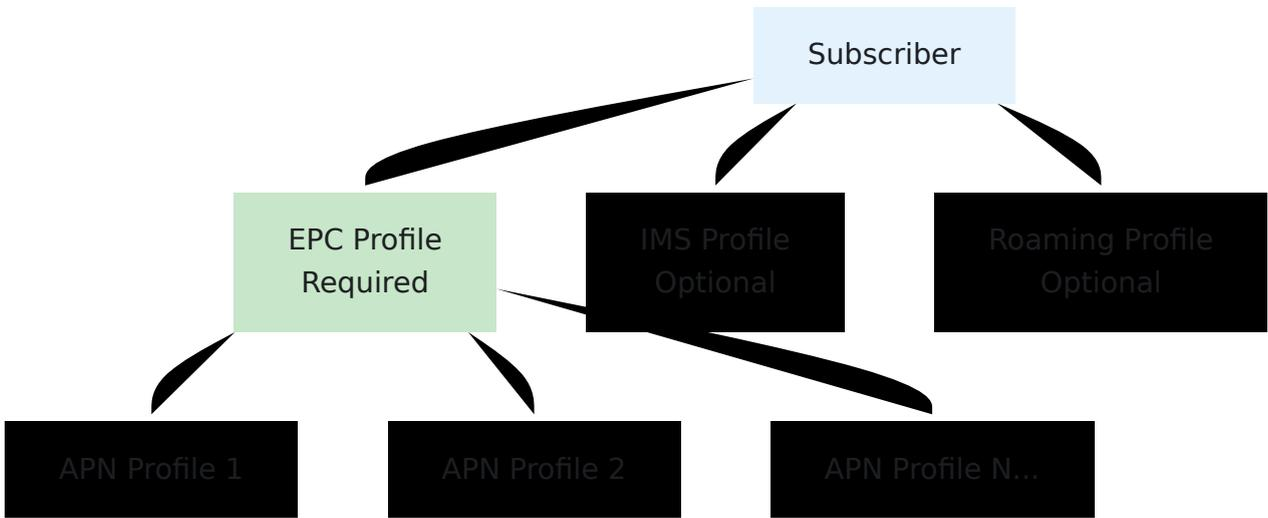 Subscriber
EPC Profile
Required
IMS Profile
Optional
Roaming Profile
Optional
APN Profile 1
APN Profile 2
APN Profile N...